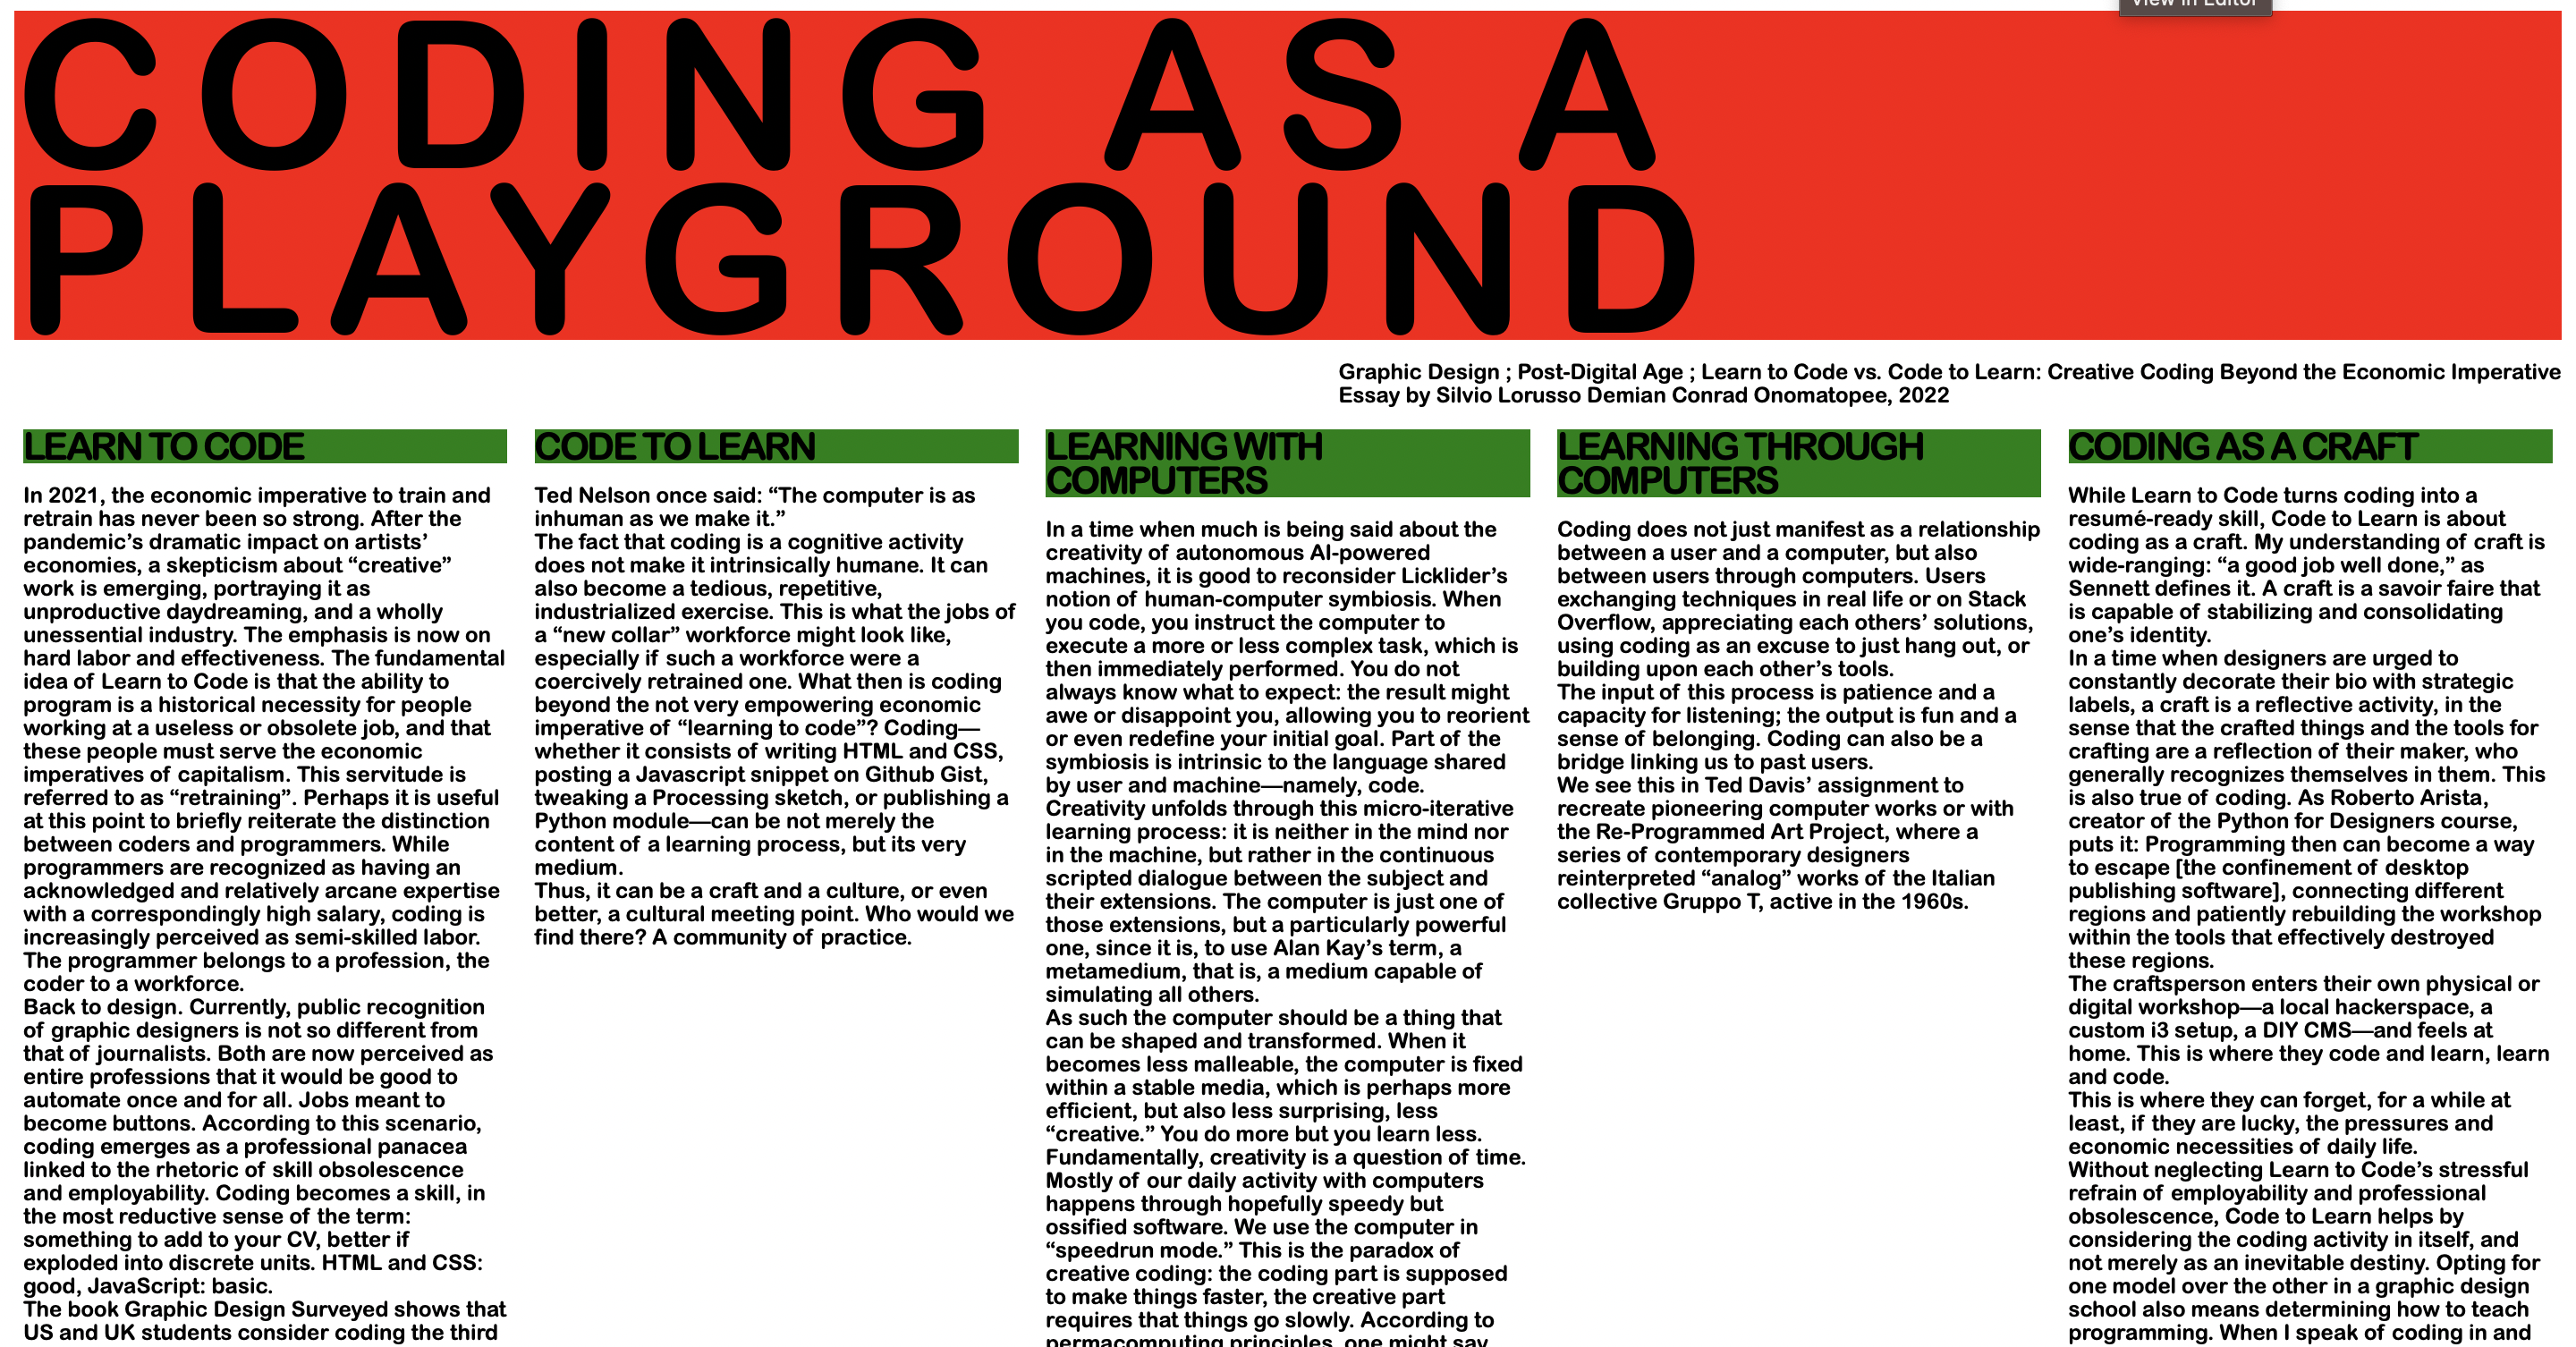 View in Editor
CODING AS A
PLAYGROUND
Graphic Design ; Post-Digital Age ; Learn to Code vs. Code to Learn: Creative Coding Beyond the Economic Imperative
Essay by Silvio Lorusso Demian Conrad Onomatopee, 2022
LEARN TO CODE
In 2021, the economic imperative to train and
retrain has never been so strong. After the
pandemic’s dramatic impact on artists’
economies, a skepticism about “creative”
work is emerging, portraying it as
unproductive daydreaming, and a wholly
unessential industry. The emphasis is now on
hard labor and effectiveness. The fundamental
idea of Learn to Code is that the ability to
program is a historical necessity for people
working at a useless or obsolete job, and that
these people must serve the economic
imperatives of capitalism. This servitude is
referred to as “retraining”. Perhaps it is useful
at this point to briefly reiterate the distinction
between coders and programmers. While
programmers are recognized as having an
acknowledged and relatively arcane expertise
with a correspondingly high salary, coding is
increasingly perceived as semi-skilled labor.
The programmer belongs to a profession, the
coder to a workforce.
Back to design. Currently, public recognition
of graphic designers is not so different from
that of journalists. Both are now perceived as
entire professions that it would be good to
automate once and for all. Jobs meant to
become buttons. According to this scenario,
coding emerges as a professional panacea
linked to the rhetoric of skill obsolescence
and employability. Coding becomes a skill, in
the most reductive sense of the term:
something to add to your CV, better if
exploded into discrete units. HTML and CSS:
good, JavaScript: basic.
The book Graphic Design Surveyed shows that
US and UK students consider coding the third
CODE TO LEARN
Ted Nelson once said: “The computer is as
inhuman as we make it.”
The fact that coding is a cognitive activity
does not make it intrinsically humane. It can
also become a tedious, repetitive,
industrialized exercise. This is what the jobs of
a “new collar” workforce might look like,
especially if such a workforce were a
coercively retrained one. What then is coding
beyond the not very empowering economic
imperative of “learning to code”? Coding—
whether it consists of writing HTML and CSS,
posting a Javascript snippet on Github Gist,
tweaking a Processing sketch, or publishing a
Python module—can be not merely the
content of a learning process, but its very
medium.
Thus, it can be a craft and a culture, or even
better, a cultural meeting point. Who would we
find there? A community of practice.
LEARNING WITH
COMPUTERS
In a time when much is being said about the
creativity of autonomous AI-powered
machines, it is good to reconsider Licklider’s
notion of human-computer symbiosis. When
you code, you instruct the computer to
execute a more or less complex task, which is
then immediately performed. You do not
always know what to expect: the result might
awe or disappoint you, allowing you to reorient
or even redefine your initial goal. Part of the
symbiosis is intrinsic to the language shared
by user and machine—namely, code.
Creativity unfolds through this micro-iterative
learning process: it is neither in the mind nor
in the machine, but rather in the continuous
scripted dialogue between the subject and
their extensions. The computer is just one of
those extensions, but a particularly powerful
one, since it is, to use Alan Kay’s term, a
metamedium, that is, a medium capable of
simulating all others.
As such the computer should be a thing that
can be shaped and transformed. When it
becomes less malleable, the computer is fixed
within a stable media, which is perhaps more
efficient, but also less surprising, less
“creative.” You do more but you learn less.
Fundamentally, creativity is a question of time.
Mostly of our daily activity with computers
happens through hopefully speedy but
ossified software. We use the computer in
“speedrun mode.” This is the paradox of
creative coding: the coding part is supposed
to make things faster, the creative part
requires that things go slowly. According to
permacomputing principles, one might say
LEARNING THROUGH
COMPUTERS
Coding does not just manifest as a relationship
between a user and a computer, but also
between users through computers. Users
exchanging techniques in real life or on Stack
Overflow, appreciating each others’ solutions,
using coding as an excuse to just hang out, or
building upon each other’s tools.
The input of this process is patience and a
capacity for listening; the output is fun and a
sense of belonging. Coding can also be a
bridge linking us to past users.
We see this in Ted Davis’ assignment to
recreate pioneering computer works or with
the Re-Programmed Art Project, where a
series of contemporary designers
reinterpreted “analog” works of the Italian
collective Gruppo T, active in the 1960s.
CODING AS A CRAFT
While Learn to Code turns coding into a
resumé-ready skill, Code to Learn is about
coding as a craft. My understanding of craft is
wide-ranging: “a good job well done,” as
Sennett defines it. A craft is a savoir faire that
is capable of stabilizing and consolidating
one’s identity.
In a time when designers are urged to
constantly decorate their bio with strategic
labels, a craft is a reflective activity, in the
sense that the crafted things and the tools for
crafting are a reflection of their maker, who
generally recognizes themselves in them. This
is also true of coding. As Roberto Arista,
creator of the Python for Designers course,
puts it: Programming then can become a way
to escape [the confinement of desktop
publishing software], connecting different
regions and patiently rebuilding the workshop
within the tools that effectively destroyed
these regions.
The craftsperson enters their own physical or
digital workshop—a local hackerspace, a
custom i3 setup, a DIY CMS—and feels at
home. This is where they code and learn, learn
and code.
This is where they can forget, for a while at
least, if they are lucky, the pressures and
economic necessities of daily life.
Without neglecting Learn to Code’s stressful
refrain of employability and professional
obsolescence, Code to Learn helps by
considering the coding activity in itself, and
not merely as an inevitable destiny. Opting for
one model over the other in a graphic design
school also means determining how to teach
programming. When I speak of coding in and